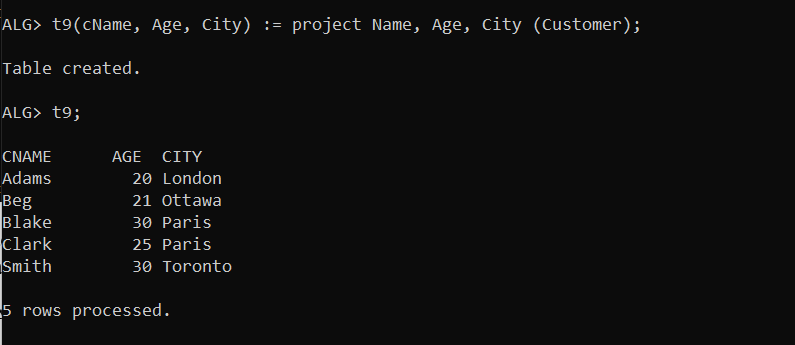 ALG> t9(cName, Age, City) := project Name, Age, City (Customer);
Table created.
ALG> t9;
CNAME      AGE  CITY
Adams        20 London
Beg          21 Ottawa
Blake        30 Paris
Clark        25 Paris
Smith        30 Toronto
5 rows processed.